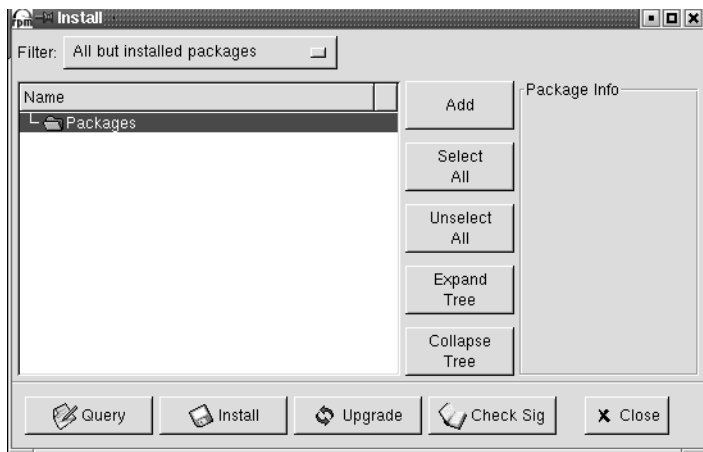 rpm
Install
Filter: All but installed packages
Name
Packages
Add
Select
All
Unselect
All
Expand
Tree
Collapse
Tree
Package Info
Query
Install
Upgrade
Check Sig
Close